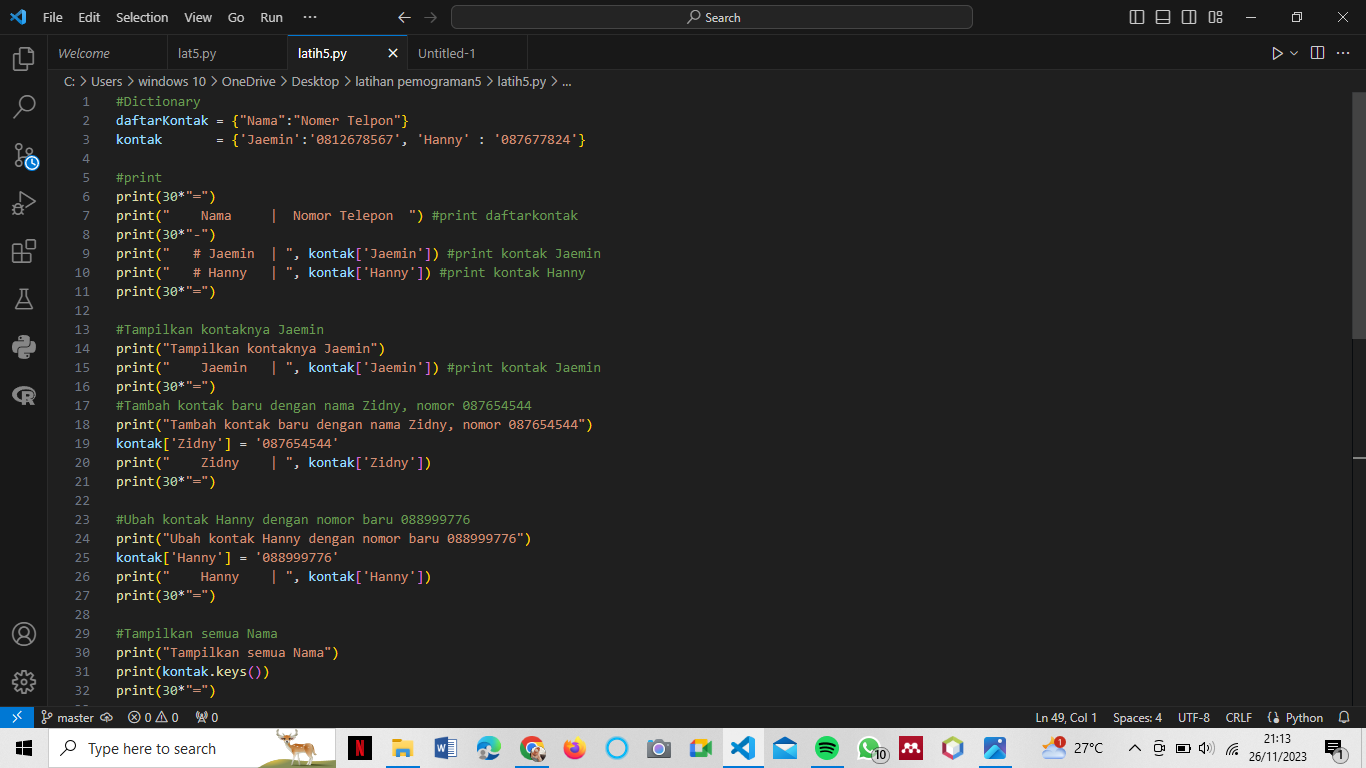 File Edit Selection View Go Run ··· Search
Welcome lat5.py latih5.py Untitled-1
C: > Users > windows 10 > OneDrive > Desktop > latihan pemograman5 > latih5.py > ...
1 #Dictionary
2 daftarKontak = {"Nama":"Nomer Telpon"}
3 kontak       = {'Jaemin':'0812678567', 'Hanny' : '087677824'}
4
5 #print
6 print(30*"=")
7 print("    Nama     |  Nomor Telepon  ") #print daftarkontak
8 print(30*"-")
9 print("   # Jaemin  | ", kontak['Jaemin']) #print kontak Jaemin
10 print("   # Hanny   | ", kontak['Hanny']) #print kontak Hanny
11 print(30*"=")
12
13 #Tampilkan kontaknya Jaemin
14 print("Tampilkan kontaknya Jaemin")
15 print("    Jaemin   | ", kontak['Jaemin']) #print kontak Jaemin
16 print(30*"=")
17 #Tambah kontak baru dengan nama Zidny, nomor 087654544
18 print("Tambah kontak baru dengan nama Zidny, nomor 087654544")
19 kontak['Zidny'] = '087654544'
20 print("    Zidny    | ", kontak['Zidny'])
21 print(30*"=")
22
23 #Ubah kontak Hanny dengan nomor baru 088999776
24 print("Ubah kontak Hanny dengan nomor baru 088999776")
25 kontak['Hanny'] = '088999776'
26 print("    Hanny    | ", kontak['Hanny'])
27 print(30*"=")
28
29 #Tampilkan semua Nama
30 print("Tampilkan semua Nama")
31 print(kontak.keys())
32 print(30*"=")
master 0 0 0 Ln 49, Col 1 Spaces: 4 UTF-8 CRLF Python
Type here to search 10 1 27°C 21:13
26/11/2023 1